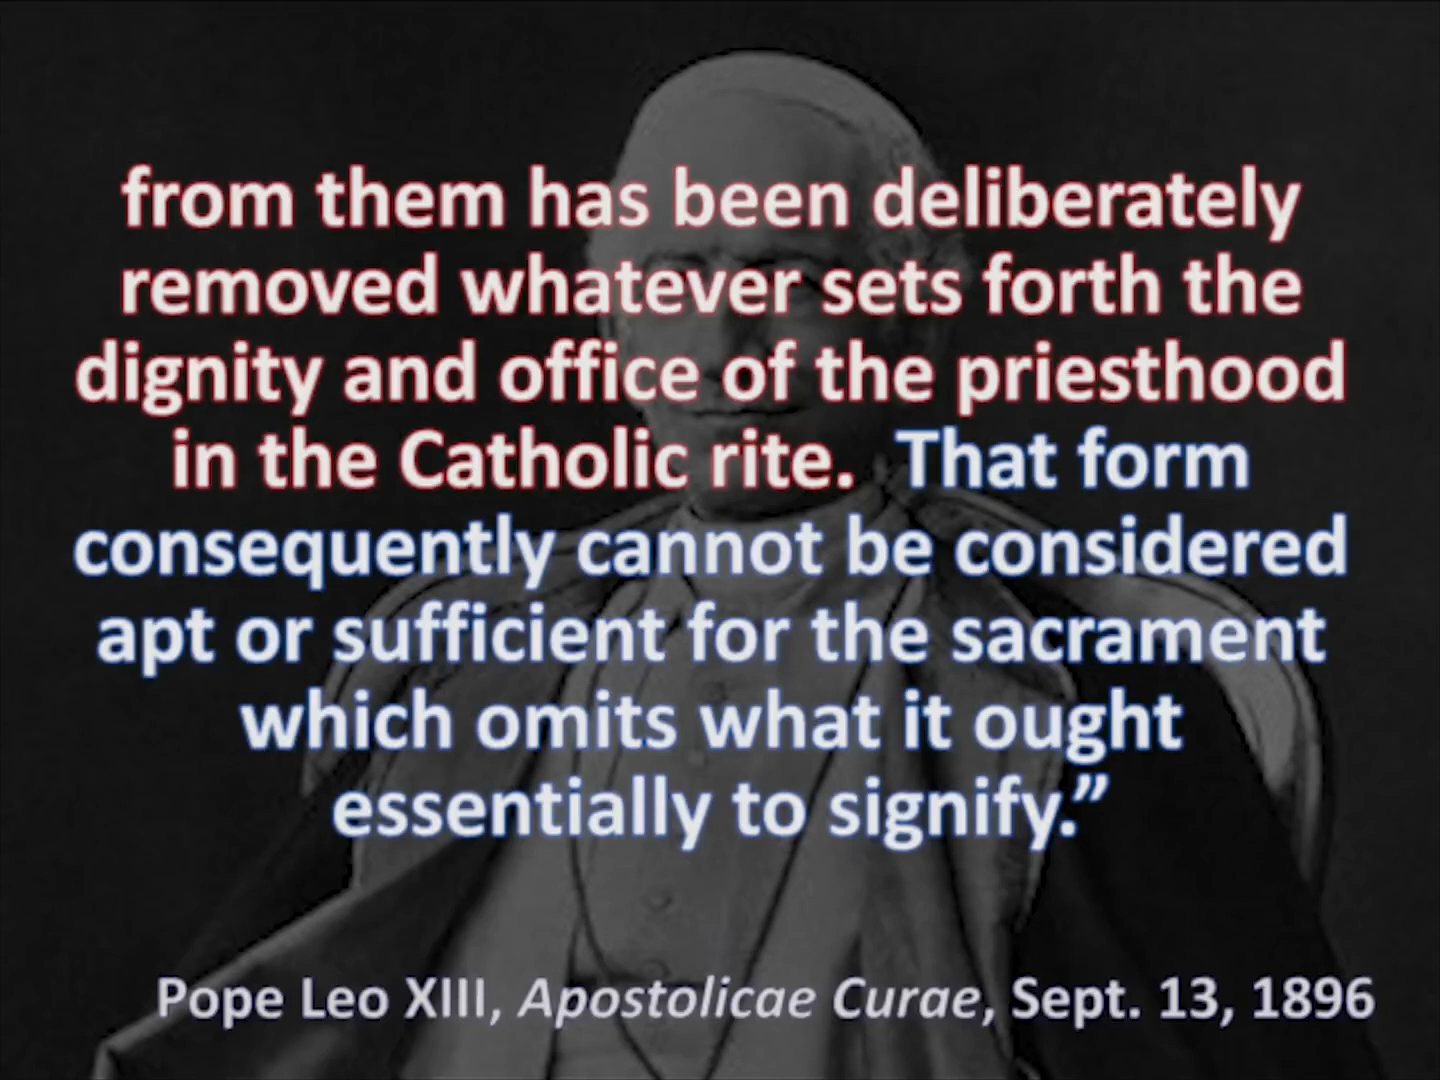 from them has been deliberately
removed whatever sets forth the
dignity and office of the priesthood
in the Catholic rite. That form
consequently cannot be considered
apt or sufficient for the sacrament
which omits what it ought
essentially to signify.”
Pope Leo XIII, Apostolicae Curae, Sept. 13, 1896